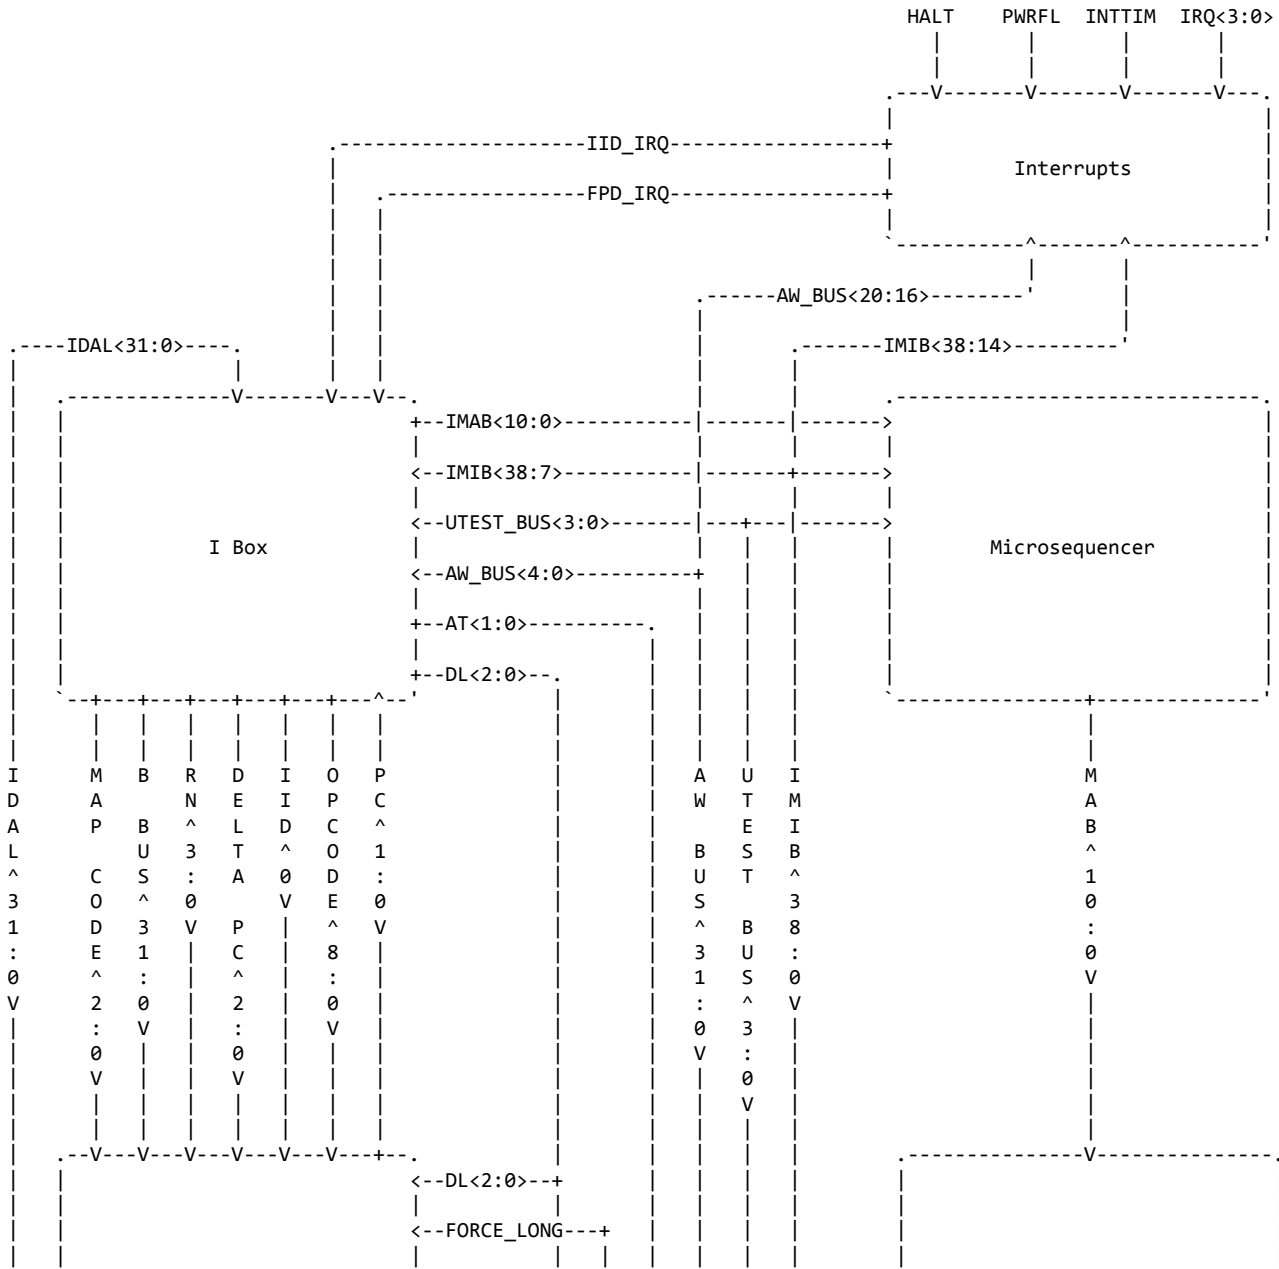 HALT PWRFL INTTIM IRQ<3:0>
IID_IRQ
Interrupts
FPD_IRQ
AW_BUS<20:16>
IDAL<31:0>
IMIB<38:14>
IMAB<10:0>
IMIB<38:7>
UTEST_BUS<3:0>
I Box
Microsequencer
AW_BUS<4:0>
AT<1:0>
DL<2:0>
IDAL^31:0V
MAP CODE^2:0V
B BUS^31:0V
RN^3:0V
DELTA PC^2:0V
IID^0V
OPCODE^8:0V
PC^1:0V
AW BUS^31:0V
UTEST BUS^3:0V
IMIB^38:0V
MAB^10:0V
DL<2:0>
FORCE_LONG